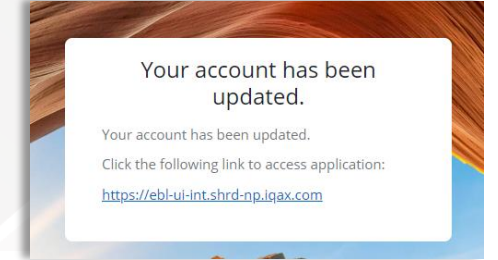 Your account has been
updated.
Your account has been updated.
Click the following link to access application:
https://ebl-ui-int.shrd-np.iqax.com